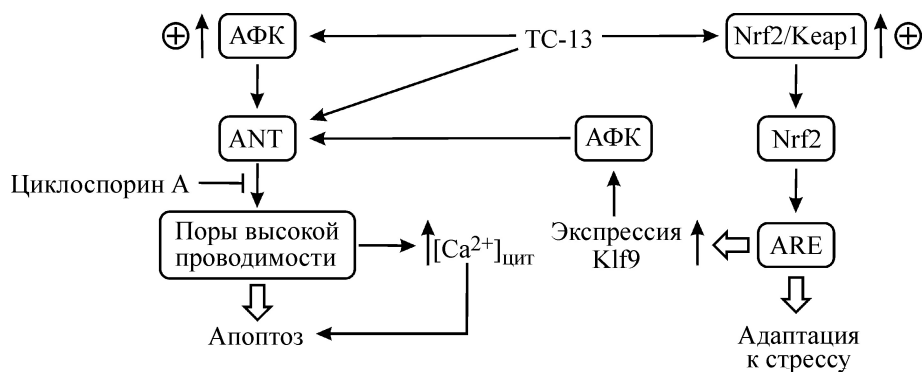 АФК
ТС-13
Nrf2/Keap1
ANT
АФК
Nrf2
Циклоспорин А
Поры высокой
проводимости
[Ca2+]цит
Экспрессия
Klf9
ARE
Апоптоз
Адаптация
к стрессу